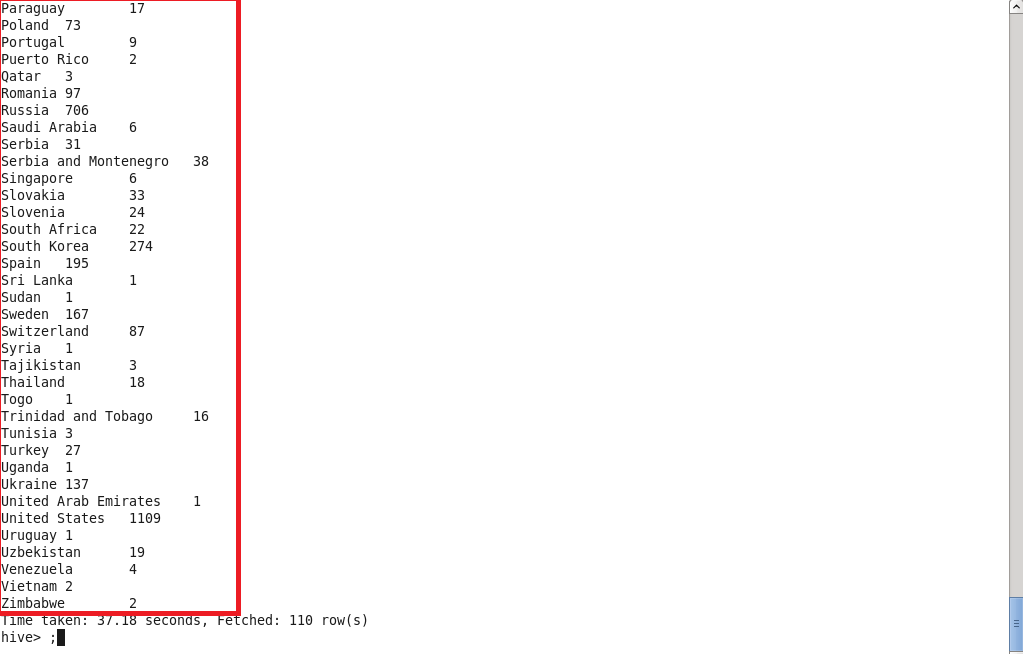 Paraguay 17
Poland 73
Portugal 9
Puerto Rico 2
Qatar 3
Romania 97
Russia 706
Saudi Arabia 6
Serbia 31
Serbia and Montenegro 38
Singapore 6
Slovakia 33
Slovenia 24
South Africa 22
South Korea 274
Spain 195
Sri Lanka 1
Sudan 1
Sweden 167
Switzerland 87
Syria 1
Tajikistan 3
Thailand 18
Togo 1
Trinidad and Tobago 16
Tunisia 3
Turkey 27
Uganda 1
Ukraine 137
United Arab Emirates 1
United States 1109
Uruguay 1
Uzbekistan 19
Venezuela 4
Vietnam 2
Zimbabwe 2
Time taken: 37.18 seconds, Fetched: 110 row(s)
hive> ;